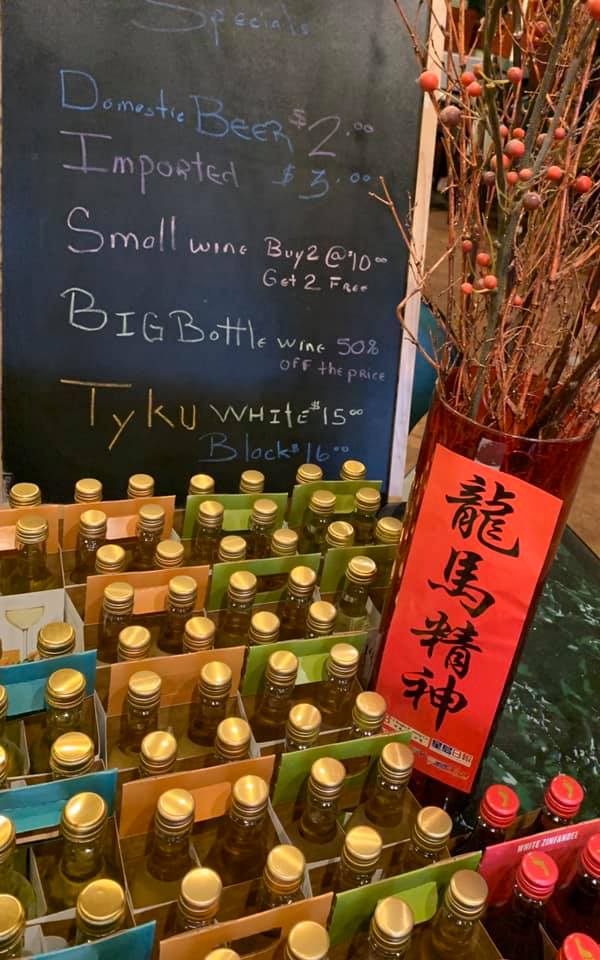 Specials
Domestic BEER $2.00
Imported $3.00
Small wine Buy 2 @ $10.00
Get 2 Free
BIG Bottle wine 50%
off the price
TyKU WHITE $15.00
Black $16.00
龍馬精神
WHITE ZINFANDEL